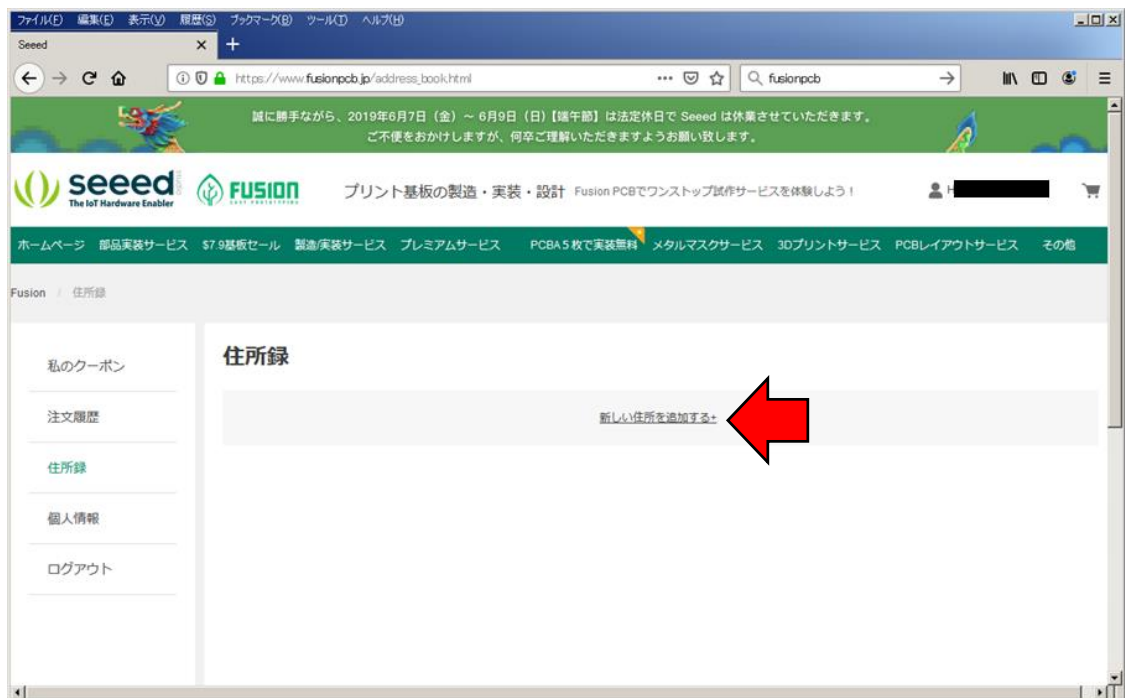 ファイル(F) 編集(E) 表示(V) 履歴(S) ブックマーク(B) ツール(T) ヘルプ(H)
Seeed
https://www.fusionpcb.jp/address_book.html
fusionpcb
誠に勝手ながら、2019年6月7日（金）～ 6月9日（日）【端午節】は法定休日で Seeed は休業させていただきます。
ご不便をおかけしますが、何卒ご理解いただきますようお願い致します。
seeed
The IoT Hardware Enabler
FUSION
プリント基板の製造・実装・設計 Fusion PCBでワンストップ試作サービスを体験しよう！
H
ホームページ 部品実装サービス $7.9基板セール 製造/実装サービス プレミアムサービス PCBA５枚で実装無料 メタルマスクサービス 3Dプリントサービス PCBレイアウトサービス その他
Fusion / 住所録
私のクーポン
注文履歴
住所録
個人情報
ログアウト
住所録
新しい住所を追加する+